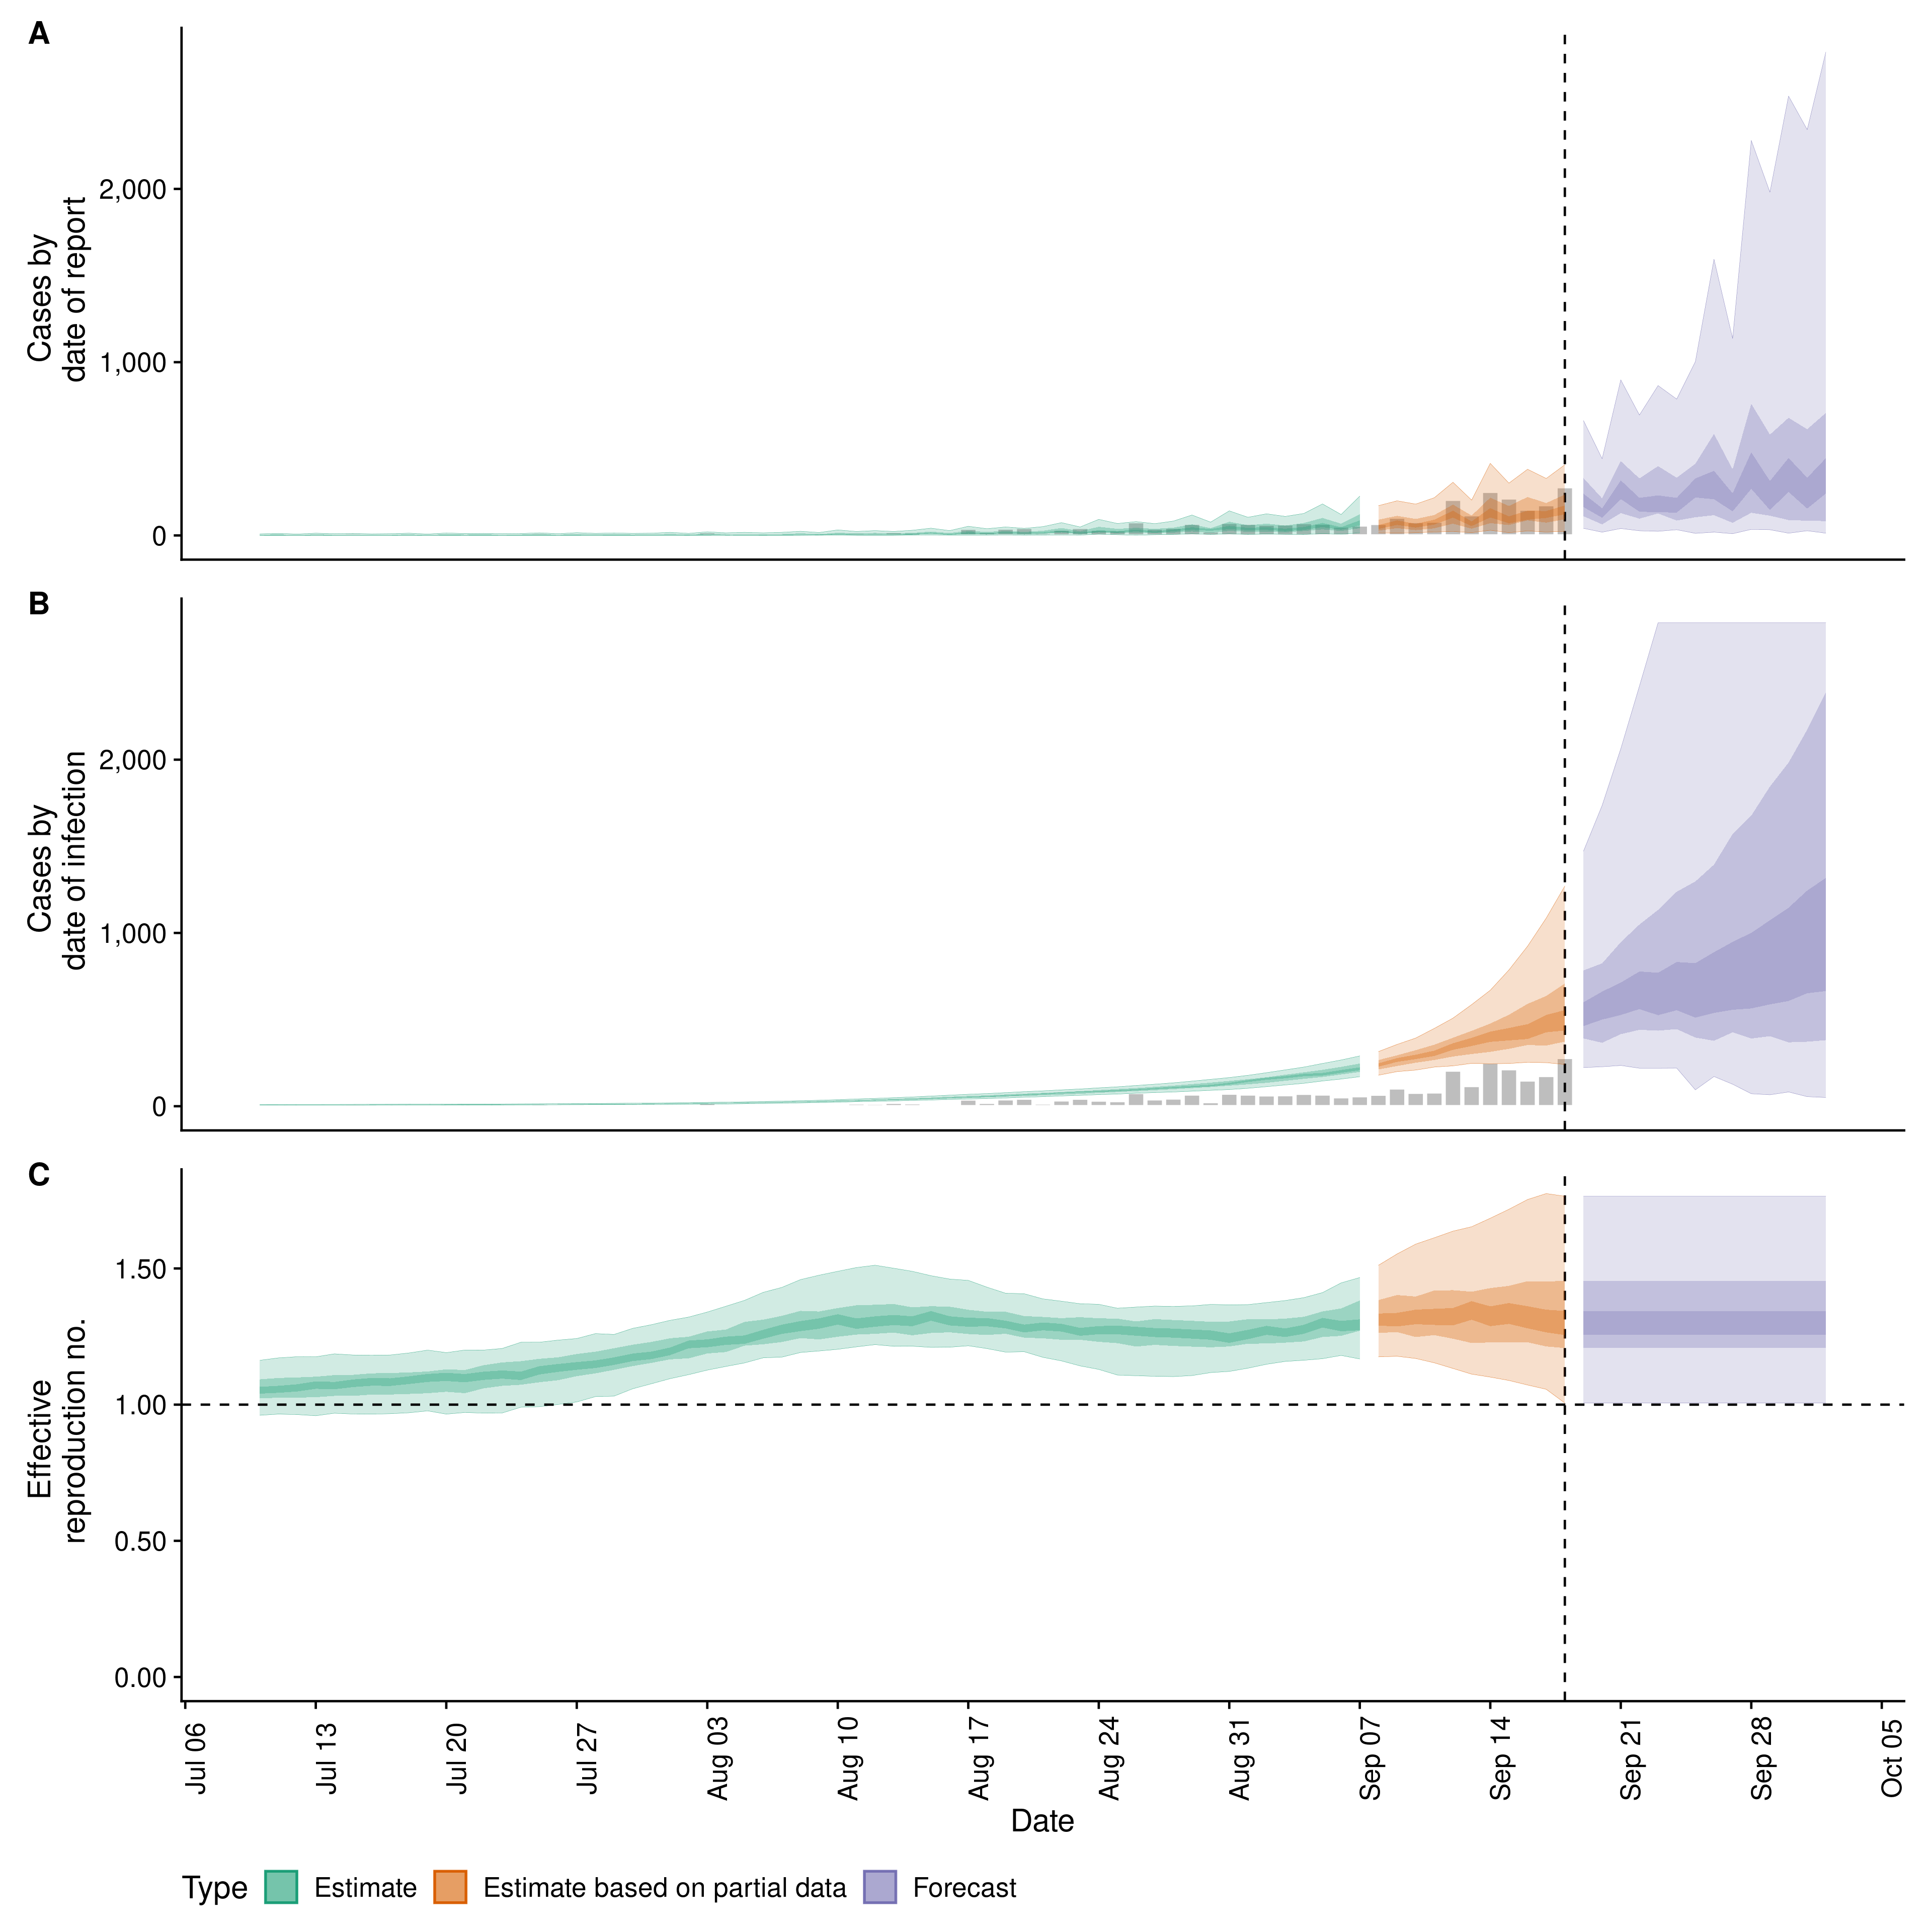 A
Cases by
date of report
2,000
1,000
0
B
Cases by
date of infection
2,000
1,000
0
C
Effective
reproduction no.
1.50
1.00
0.50
0.00
Jul 06
Jul 13
Jul 20
Jul 27
Aug 03
Aug 10
Aug 17
Aug 24
Aug 31
Sep 07
Sep 14
Sep 21
Sep 28
Oct 05
Date
Type Estimate Estimate based on partial data Forecast